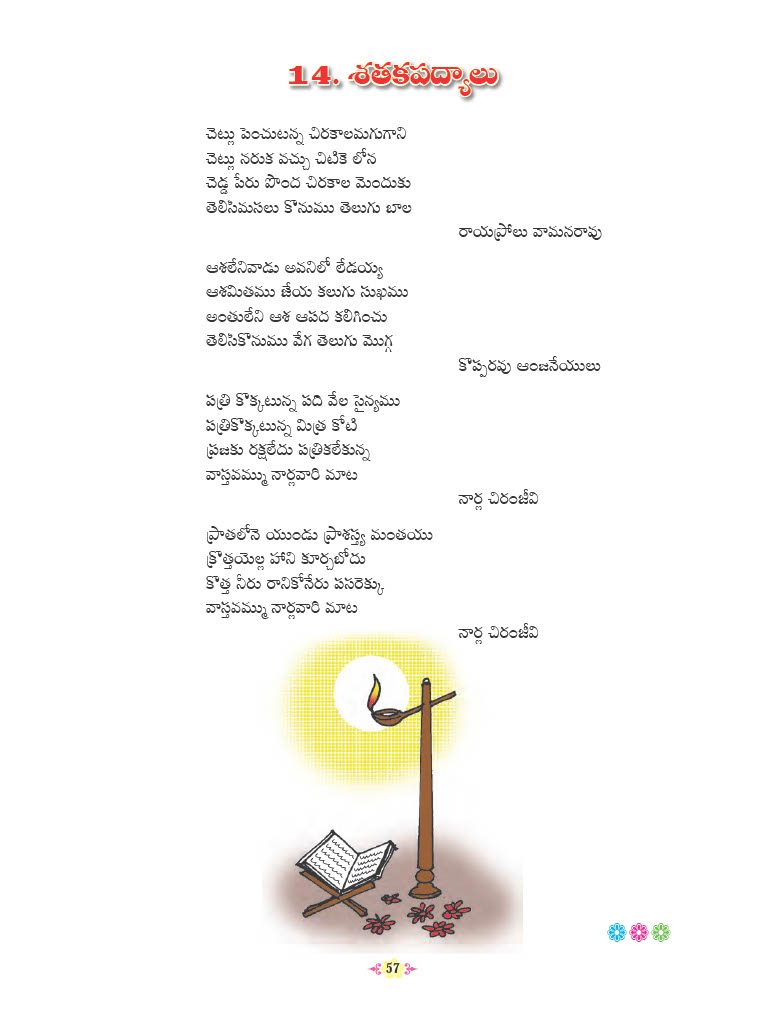 14. శతకపద్యాలు
చెట్లు పెంచుటన్న చిరకాలమగుగాని
చెట్లు నరుక వచ్చు చిటికె లోన
చెడ్డ పేరు పొంద చిరకాల మెందుకు
తెలిసిమసలు కొనుము తెలుగు బాల
రాయప్రోలు వామనరావు
ఆశలేనివాడు అవనిలో లేడయ్య
ఆశమితము జేయ కలుగు సుఖము
అంతులేని ఆశ ఆపద కలిగించు
తెలిసికొనుము వేగ తెలుగు మొగ్గ
కొప్పరవు ఆంజనేయులు
పత్రి కొక్కటున్న పది వేల సైన్యము
పత్రికొక్కటున్న మిత్ర కోటి
ప్రజకు రక్షలేదు పత్రికలేకున్న
వాస్తవమ్ము నార్లవారి మాట
నార్ల చిరంజీవి
ప్రాతలోనె యుండు ప్రాశస్త్య మంతయు
క్రొత్తయెల్ల హాని కూర్చబోదు
కొత్త నీరు రానికోనేరు పసరెక్కు
వాస్తవమ్ము నార్లవారి మాట
నార్ల చిరంజీవి
57